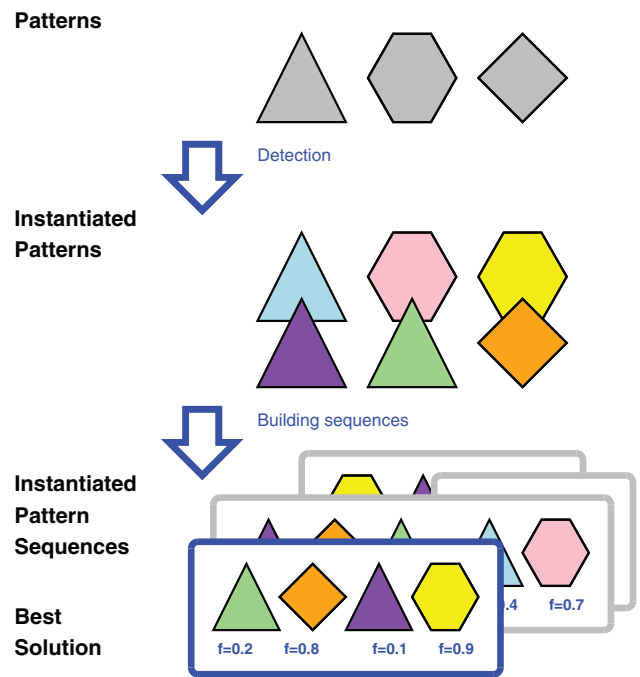 Patterns
Detection
Instantiated
Patterns
Building sequences
Instantiated
Pattern
Sequences
f=0.7
Best
Solution
f=0.2 f=0.8 f=0.1 f=0.9